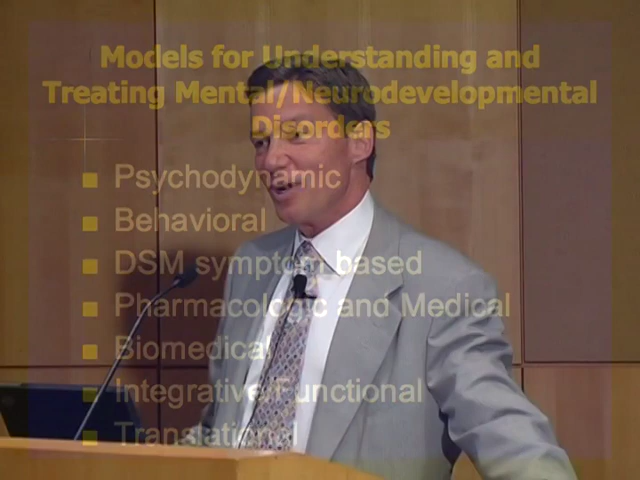 Models for Understanding and
Treating Mental/Neurodevelopmental
Disorders
Psychodynamic
Behavioral
DSM symptom based
Pharmacologic and Medical
Biomedical
Integrative/Functional
Translational